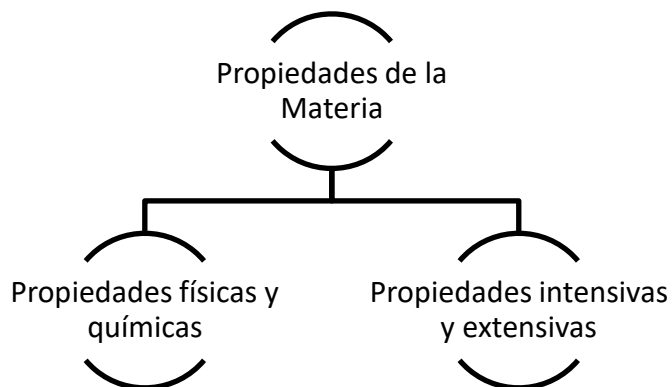 Propiedades de la
Materia
Propiedades físicas y
químicas
Propiedades intensivas
y extensivas